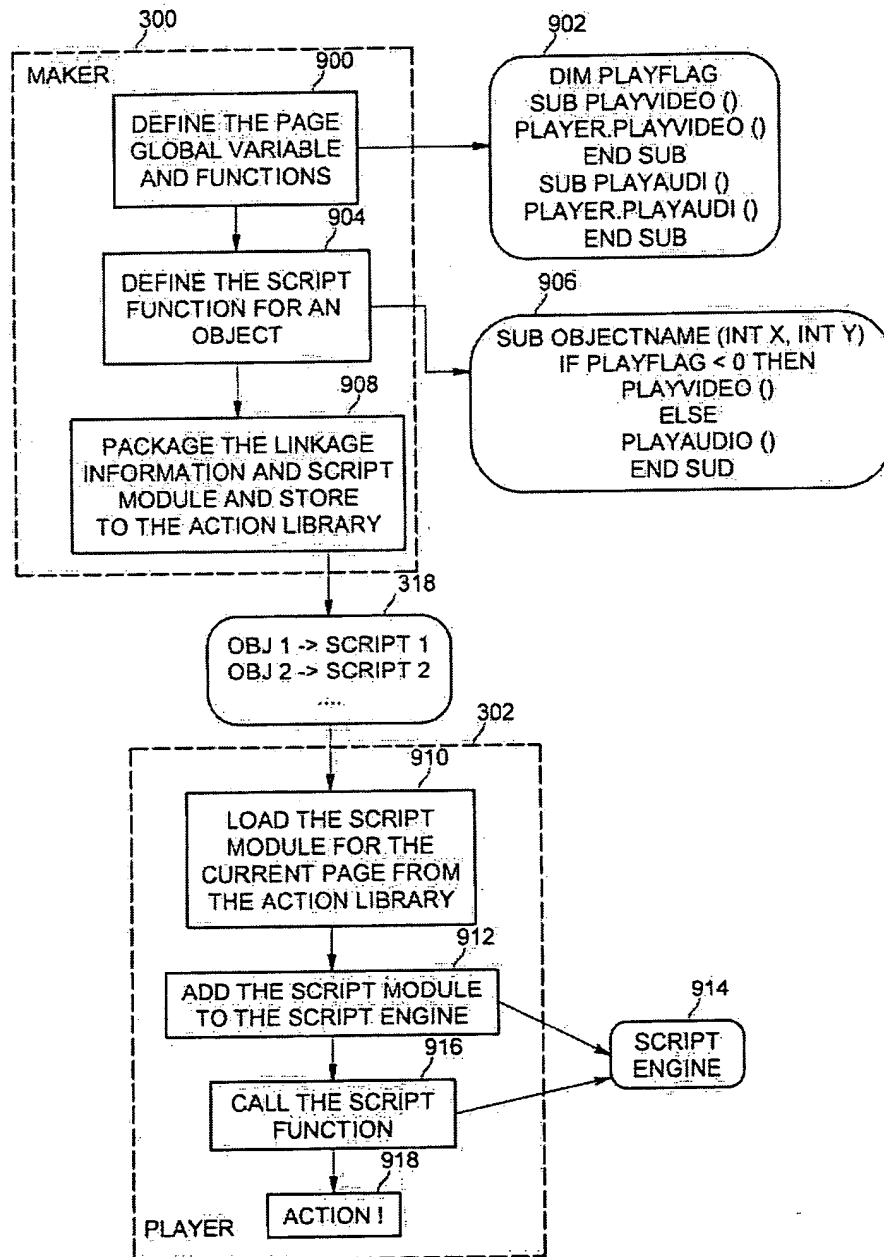 300
MAKER
900
DEFINE THE PAGE
GLOBAL VARIABLE
AND FUNCTIONS
902
DIM PLAYFLAG
SUB PLAYVIDEO ()
PLAYER.PLAYVIDEO ()
END SUB
SUB PLAYAUDI ()
PLAYER.PLAYAUDI ()
END SUB
904
DEFINE THE SCRIPT
FUNCTION FOR AN
OBJECT
906
SUB OBJECTNAME (INT X, INT Y)
IF PLAYFLAG < 0 THEN
PLAYVIDEO ()
ELSE
PLAYAUDIO ()
END SUD
908
PACKAGE THE LINKAGE
INFORMATION AND SCRIPT
MODULE AND STORE
TO THE ACTION LIBRARY
318
OBJ 1 -> SCRIPT 1
OBJ 2 -> SCRIPT 2
....
302
910
LOAD THE SCRIPT
MODULE FOR THE
CURRENT PAGE FROM
THE ACTION LIBRARY
912
ADD THE SCRIPT MODULE
TO THE SCRIPT ENGINE
914
SCRIPT
ENGINE
916
CALL THE SCRIPT
FUNCTION
918
ACTION !
PLAYER